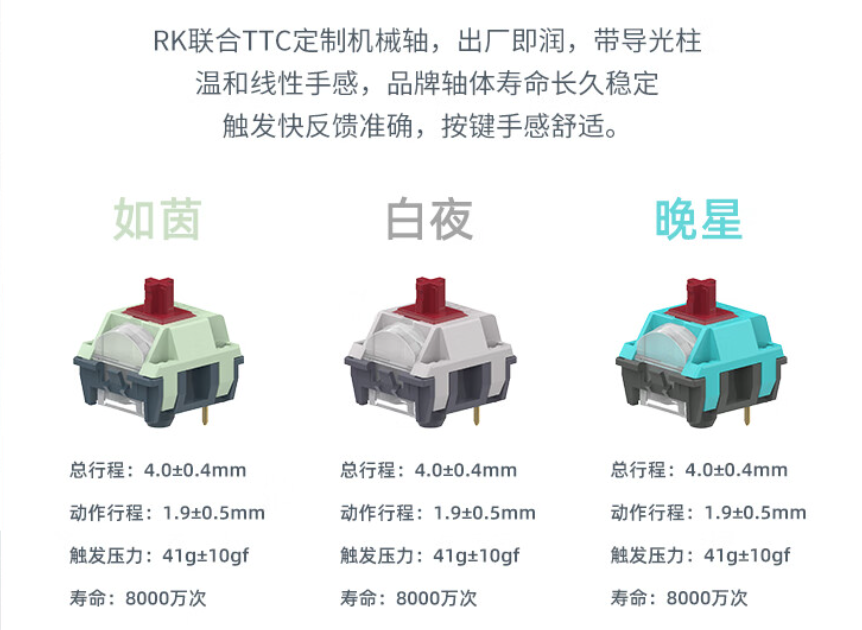 RK联合TTC定制机械轴，出厂即润，带导光柱
温和线性手感，品牌轴体寿命长久稳定
触发快反馈准确，按键手感舒适。
如茵
白夜
晚星
总行程：4.0±0.4mm
动作行程：1.9±0.5mm
触发压力：41g±10gf
寿命：8000万次
总行程：4.0±0.4mm
动作行程：1.9±0.5mm
触发压力：41g±10gf
寿命：8000万次
总行程：4.0±0.4mm
动作行程：1.9±0.5mm
触发压力：41g±10gf
寿命：8000万次